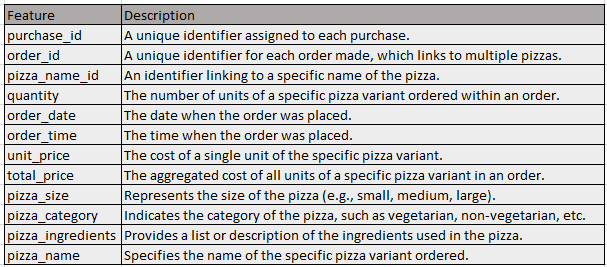 Feature Description
purchase_id A unique identifier assigned to each purchase.
order_id A unique identifier for each order made, which links to multiple pizzas.
pizza_name_id An identifier linking to a specific name of the pizza.
quantity The number of units of a specific pizza variant ordered within an order.
order_date The date when the order was placed.
order_time The time when the order was placed.
unit_price The cost of a single unit of the specific pizza variant.
total_price The aggregated cost of all units of a specific pizza variant in an order.
pizza_size Represents the size of the pizza (e.g., small, medium, large).
pizza_category Indicates the category of the pizza, such as vegetarian, non-vegetarian, etc.
pizza_ingredients Provides a list or description of the ingredients used in the pizza.
pizza_name Specifies the name of the specific pizza variant ordered.